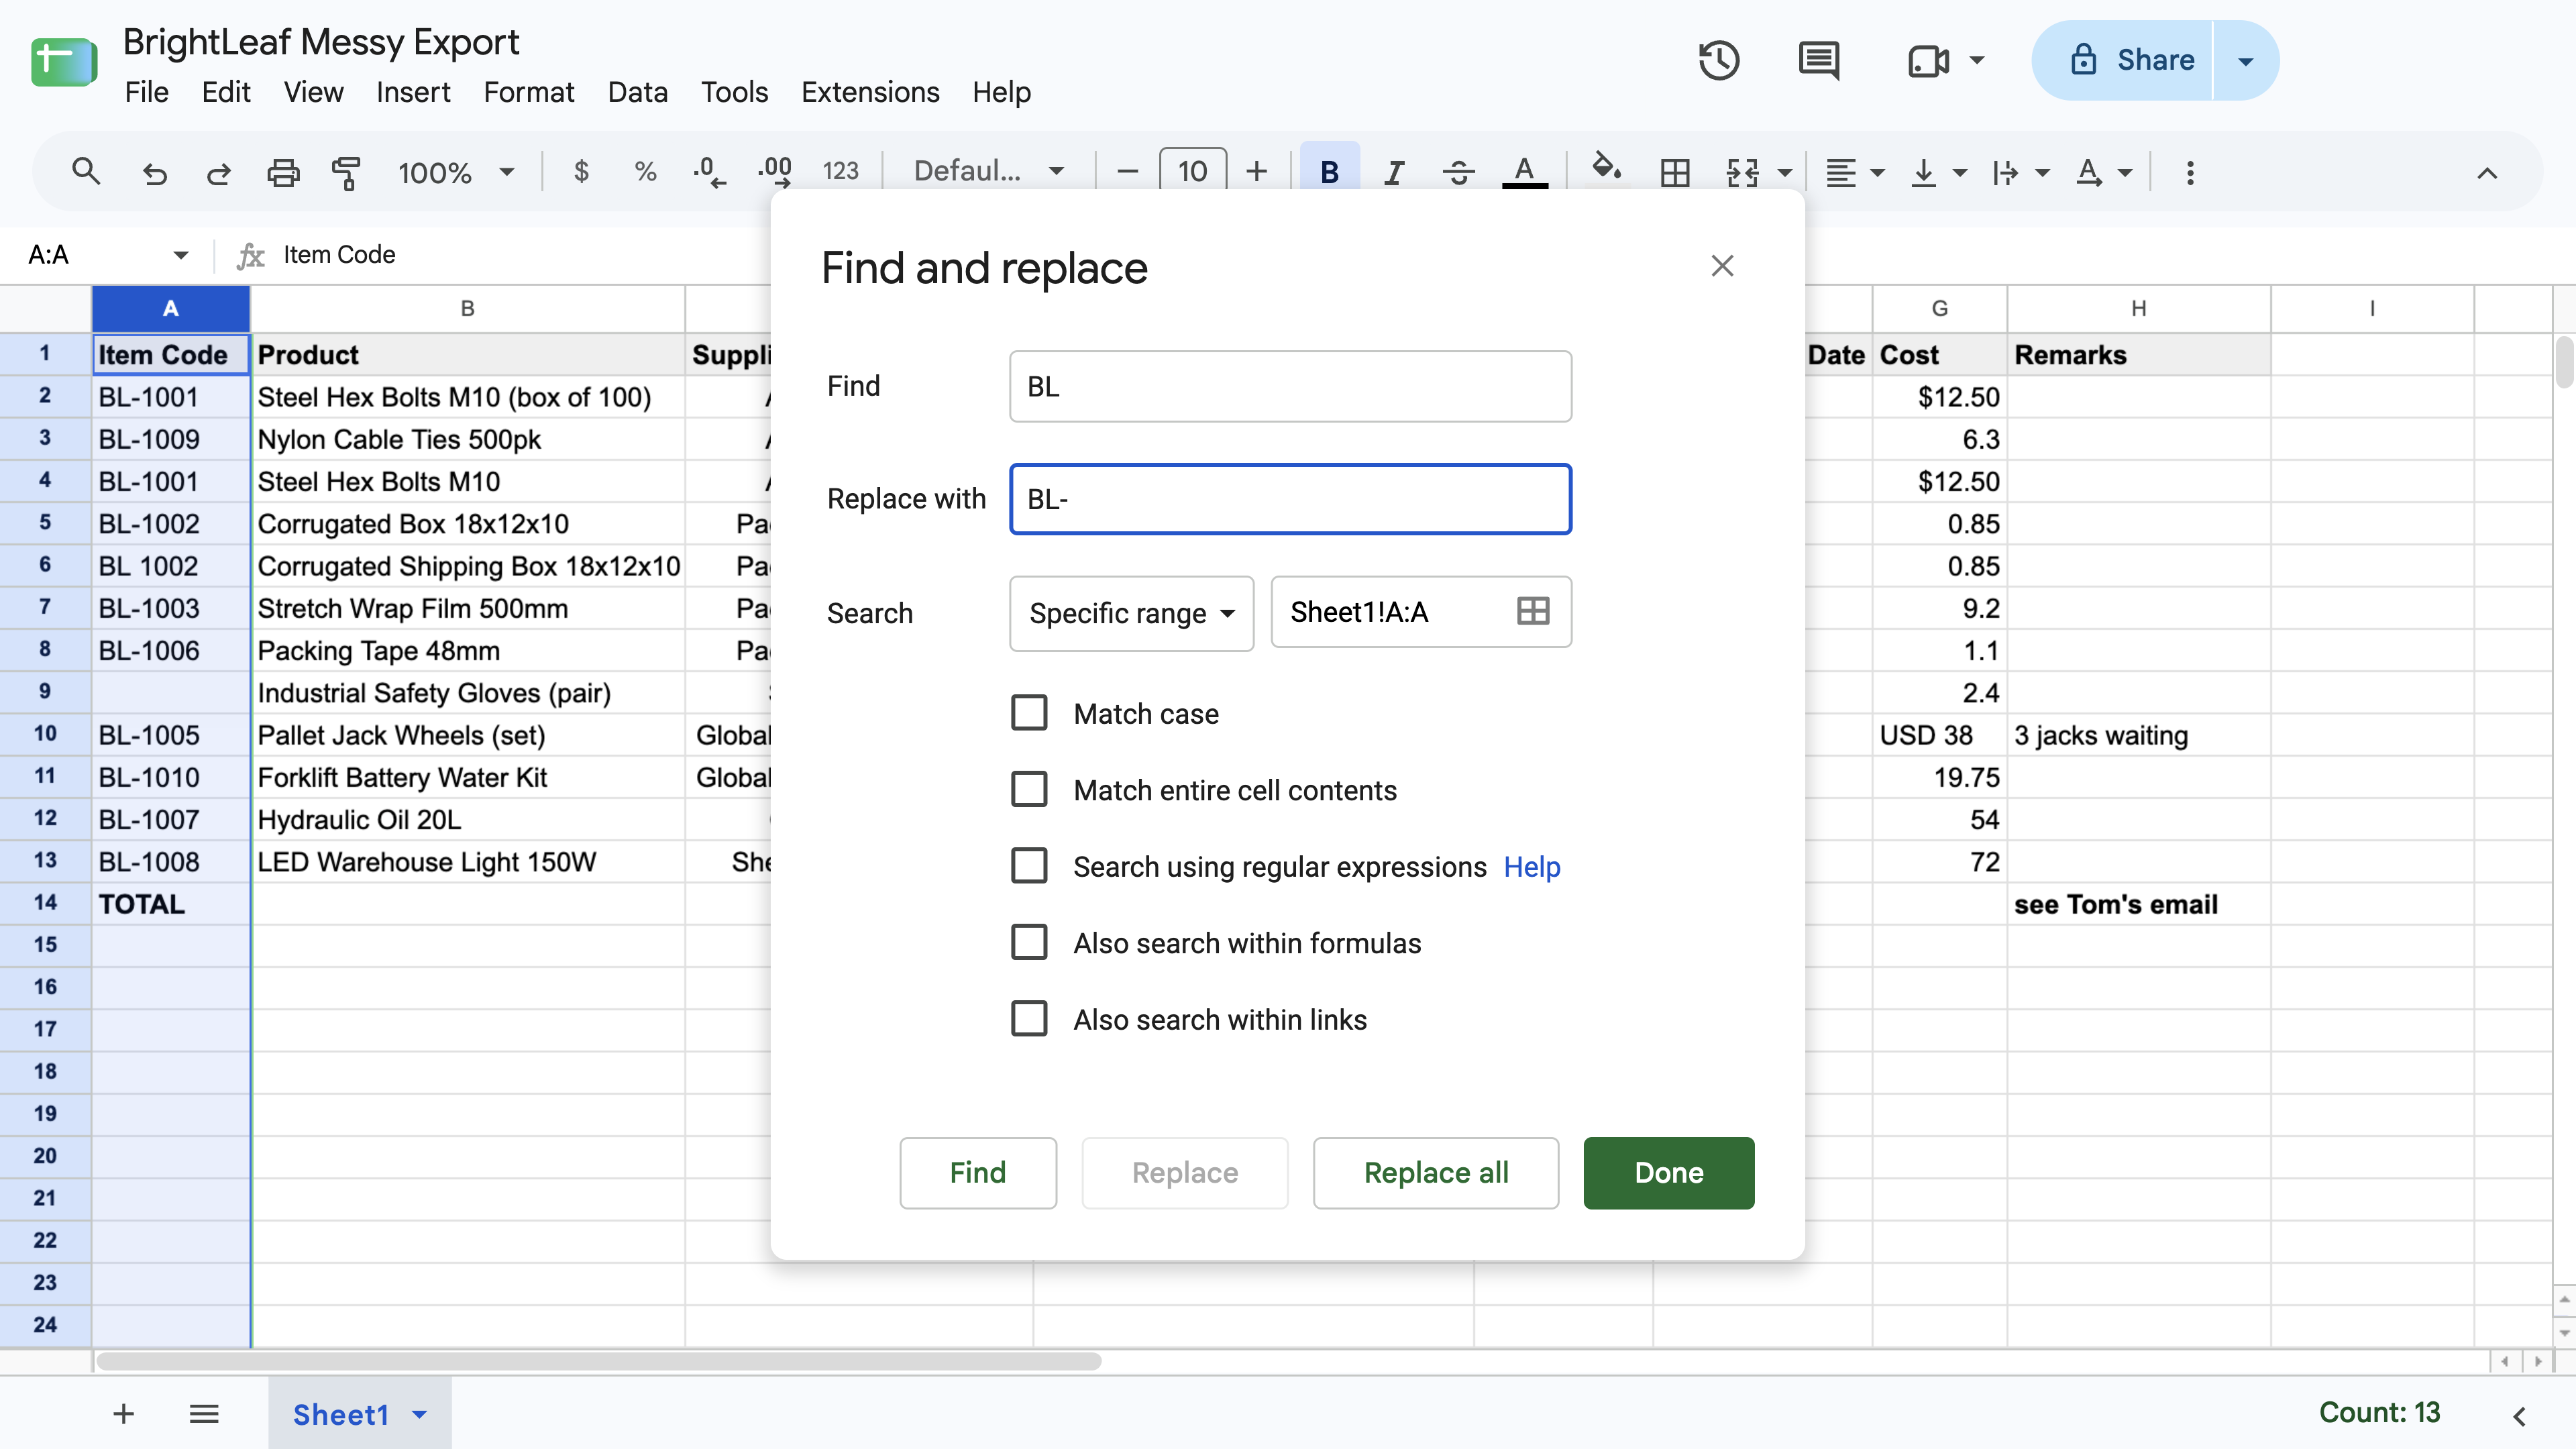 BrightLeaf Messy Export
File Edit View Insert Format Data Tools Extensions Help
Share
100% $ % .0 .00 123 Defaul... 10 B I A
A:A Item Code
A B G H I
1 Item Code Product Suppli Date Cost Remarks
2 BL-1001 Steel Hex Bolts M10 (box of 100) $12.50
3 BL-1009 Nylon Cable Ties 500pk 6.3
4 BL-1001 Steel Hex Bolts M10 $12.50
5 BL-1002 Corrugated Box 18x12x10 Pa 0.85
6 BL 1002 Corrugated Shipping Box 18x12x10 Pa 0.85
7 BL-1003 Stretch Wrap Film 500mm Pa 9.2
8 BL-1006 Packing Tape 48mm Pa 1.1
9 Industrial Safety Gloves (pair) 2.4
10 BL-1005 Pallet Jack Wheels (set) Global USD 38 3 jacks waiting
11 BL-1010 Forklift Battery Water Kit Global 19.75
12 BL-1007 Hydraulic Oil 20L 54
13 BL-1008 LED Warehouse Light 150W She 72
14 TOTAL see Tom's email
15
16
17
18
19
20
21
22
23
24
Find and replace
Find BL
Replace with BL-
Search Specific range Sheet1!A:A
Match case
Match entire cell contents
Search using regular expressions Help
Also search within formulas
Also search within links
Find Replace Replace all Done
Sheet1 Count: 13